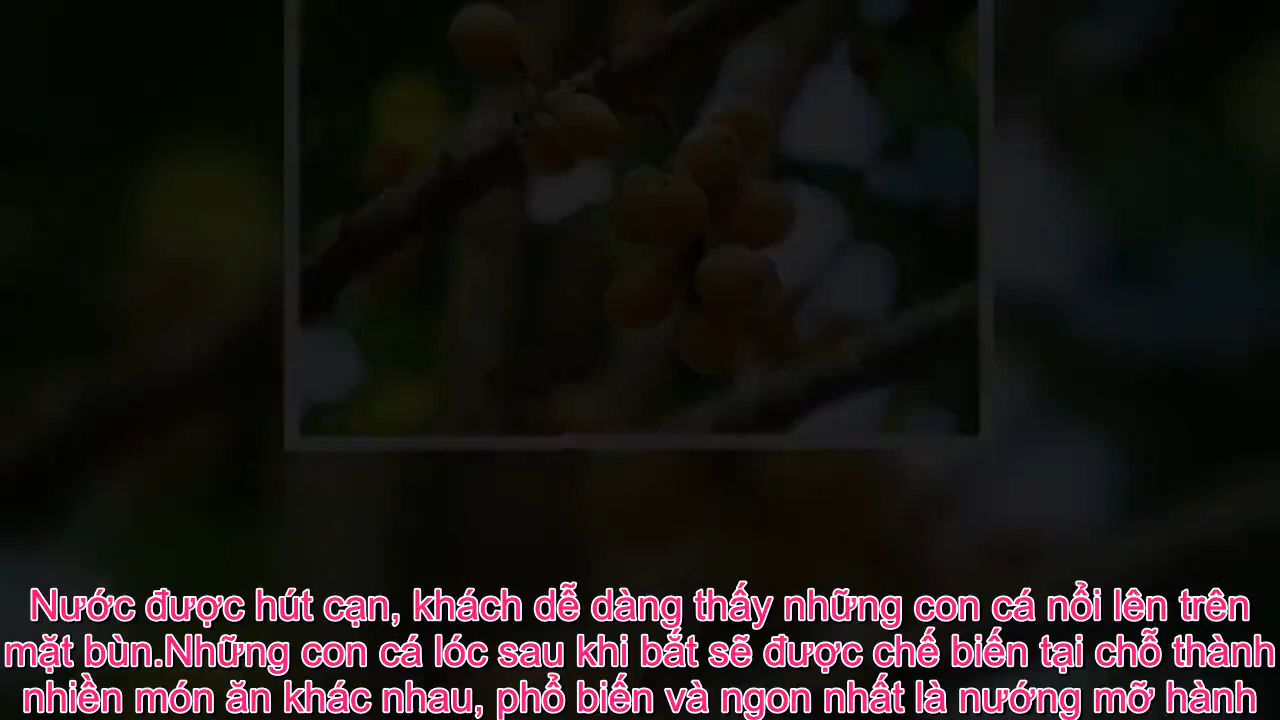 Nước được hút cạn, khách dễ dàng thấy những con cá nổi lên trên
mặt bùn.Những con cá lóc sau khi bắt sẽ được chế biến tại chỗ thành
nhiền món ăn khác nhau, phổ biến và ngon nhất là nướng mỡ hành